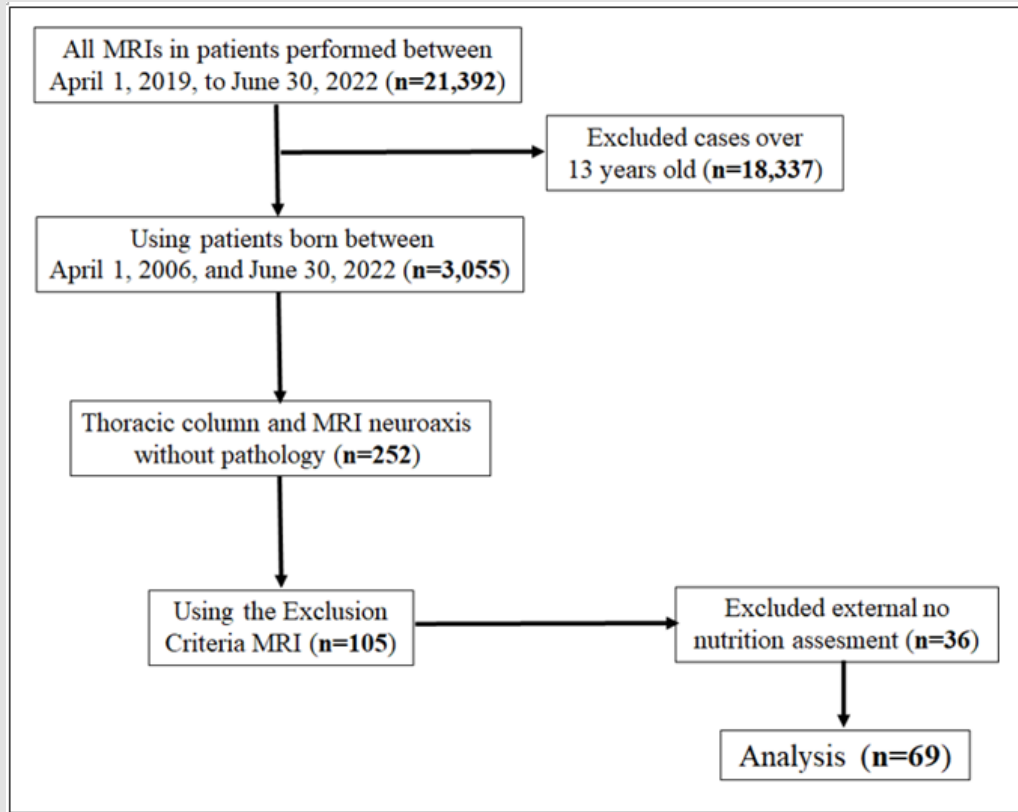 All MRIs in patients performed between
April 1, 2019, to June 30, 2022 (n=21,392)
Excluded cases over
13 years old (n=18,337)
Using patients born between
April 1, 2006, and June 30, 2022 (n=3,055)
Thoracic column and MRI neuroaxis
without pathology (n=252)
Using the Exclusion
Criteria MRI (n=105)
Excluded external no
nutrition assesment (n=36)
Analysis (n=69)